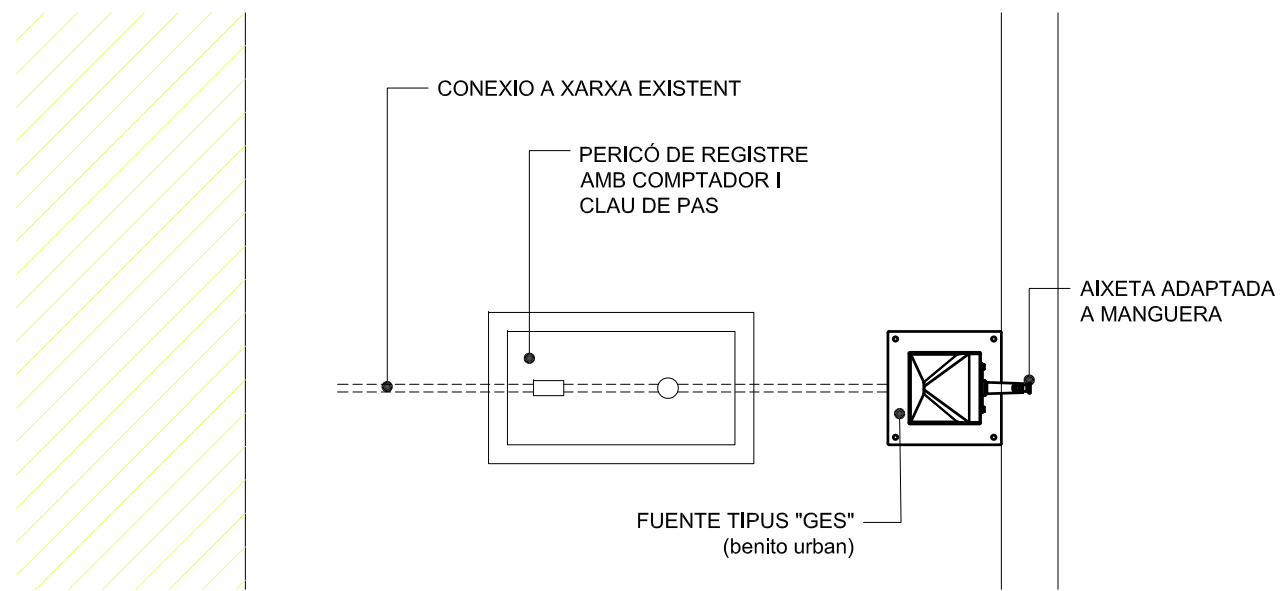 CONEXIO A XARXA EXISTENT
PERICÓ DE REGISTRE
AMB COMPTADOR I
CLAU DE PAS
AIXETA ADAPTADA
A MANGUERA
FUENTE TIPUS "GES"
(benito urban)